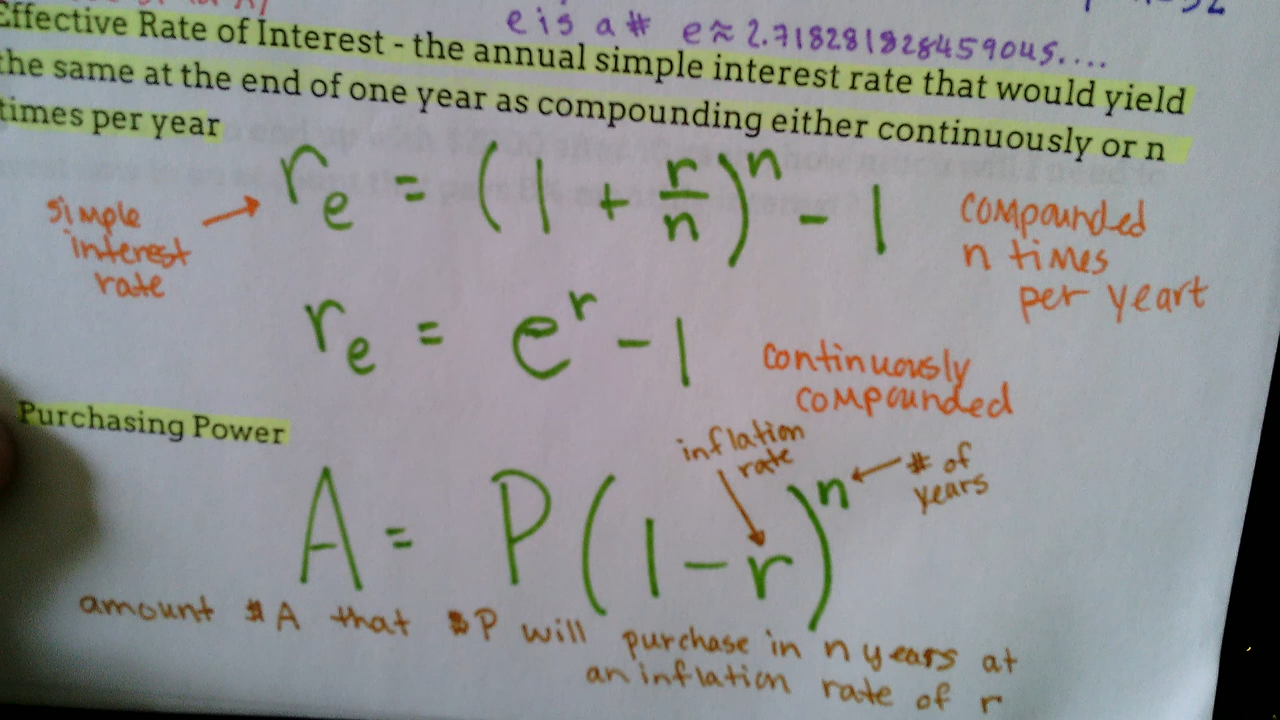 e is a # e ≈ 2.718281828459045....
Effective Rate of Interest - the annual simple interest rate that would yield
the same at the end of one year as compounding either continuously or n
times per year
simple
interest
rate
rₑ = (1 + r/n)ⁿ - 1
compounded
n times
per yeart
rₑ = eʳ - 1
continuously
compounded
Purchasing Power
inflation
rate
# of
years
A = P(1-r)ⁿ
amount $A that $P will purchase in n years at
an inflation rate of r